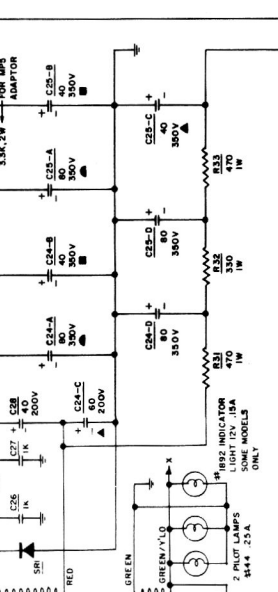 FOR MP5
ADAPTOR
3.3K, 2W
C25-B
40
350V
C25-A
80
350V
C24-B
40
350V
C24-A
80
350V
C25-C
40
350V
C25-D
80
350V
C24-D
80
350V
R33
470
1W
R32
330
1W
R31
470
1W
C28
40
200V
C24-C
60
200V
C27
1K
C26
1K
SR1
RED
GREEN
GREEN/YLO
X
#1892 INDICATOR
LIGHT 12V .15A
SOME MODELS
ONLY
2 PILOT LAMPS
#44 .25A